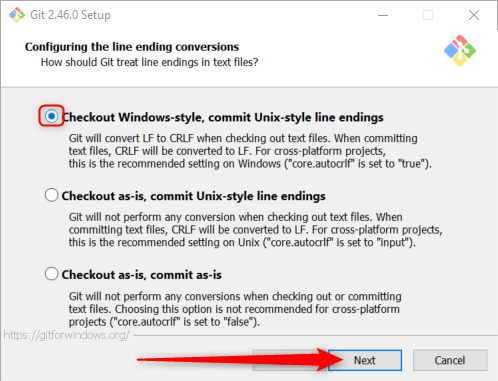 Git 2.46.0 Setup
Configuring the line ending conversions
How should Git treat line endings in text files?
Checkout Windows-style, commit Unix-style line endings
Git will convert LF to CRLF when checking out text files. When committing
text files, CRLF will be converted to LF. For cross-platform projects,
this is the recommended setting on Windows ("core.autocrlf" is set to "true").
Checkout as-is, commit Unix-style line endings
Git will not perform any conversion when checking out text files. When
committing text files, CRLF will be converted to LF. For cross-platform projects,
this is the recommended setting on Unix ("core.autocrlf" is set to "input").
Checkout as-is, commit as-is
Git will not perform any conversions when checking out or committing
text files. Choosing this option is not recommended for cross-platform
projects ("core.autocrlf" is set to "false").
https://gitforwindows.org/
Next
Cancel